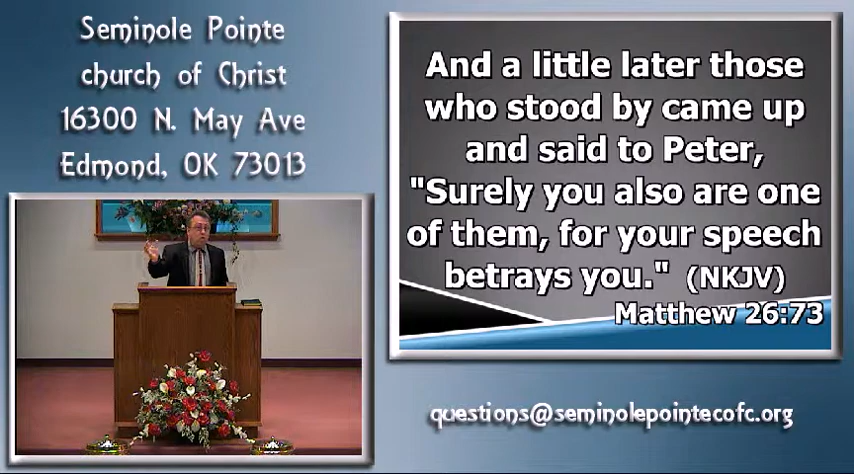 Seminole Pointe
church of Christ
16300 N. May Ave
Edmond, OK 73013
And a little later those
who stood by came up
and said to Peter,
"Surely you also are one
of them, for your speech
betrays you." (NKJV)
Matthew 26:73
questions@seminolepointecofc.org